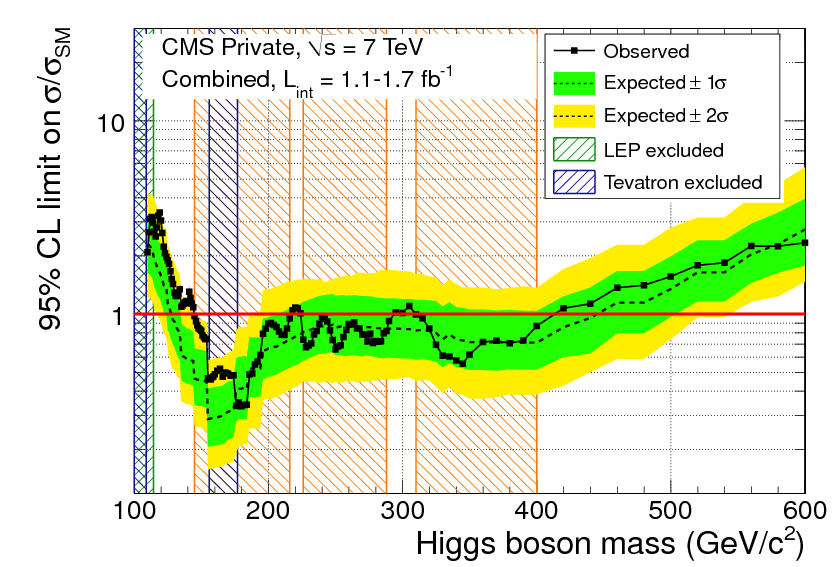 CMS Private, √s = 7 TeV
Combined, L_int = 1.1-1.7 fb^-1
Observed
Expected ± 1σ
Expected ± 2σ
LEP excluded
Tevatron excluded
95% CL limit on σ/σ_SM
10
1
100 200 300 400 500 600
Higgs boson mass (GeV/c^2)